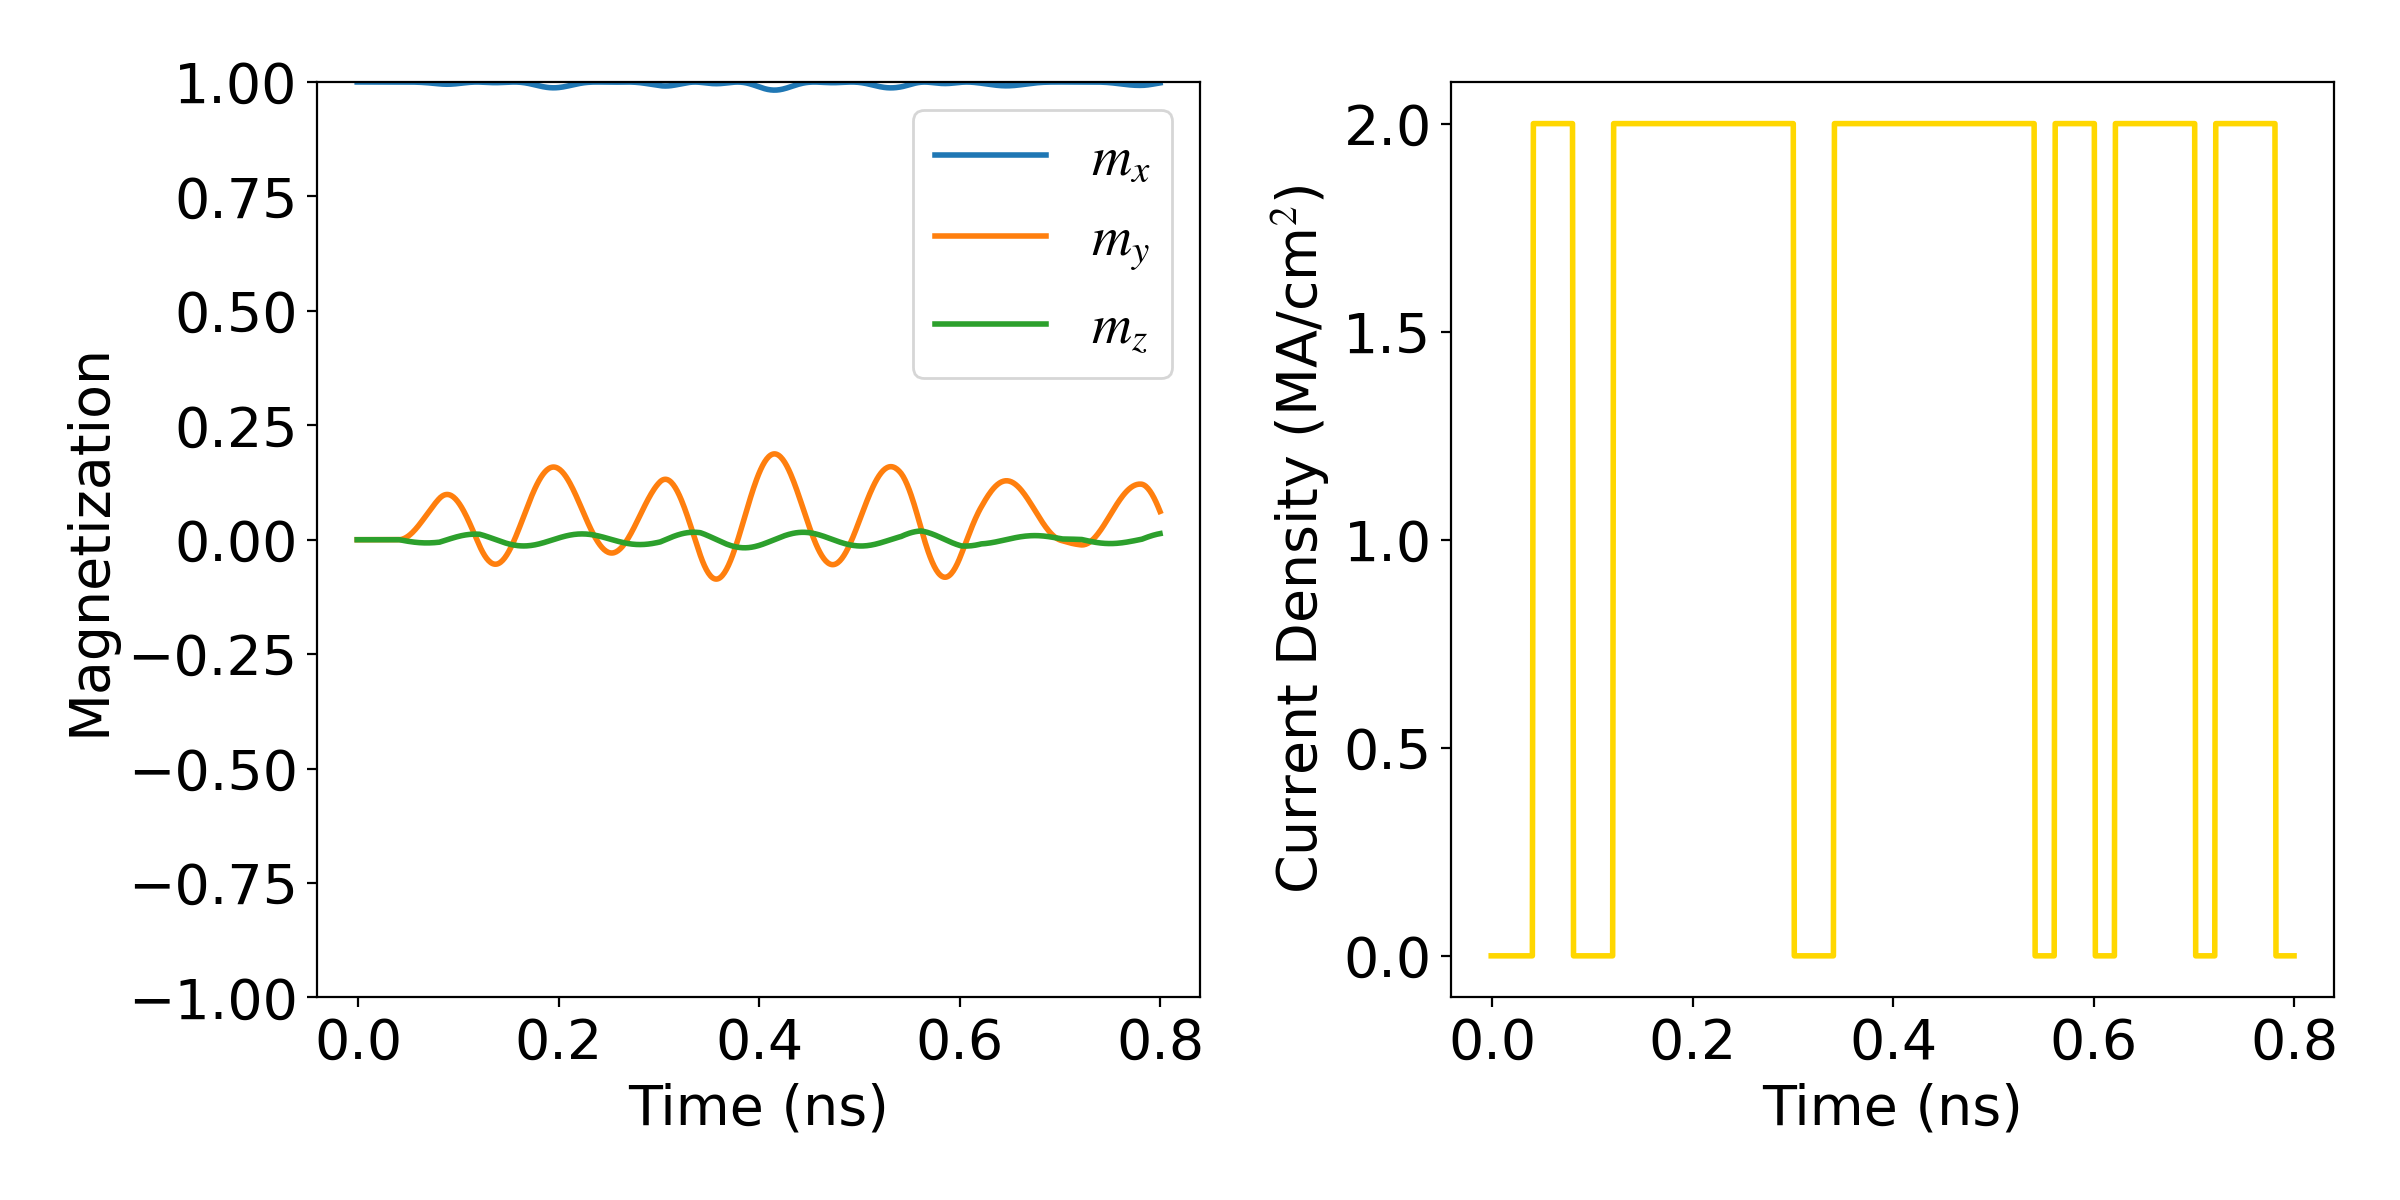 1.00
0.75
0.50
0.25
0.00
−0.25
−0.50
−0.75
−1.00
Magnetization
0.0 0.2 0.4 0.6 0.8
Time (ns)
m_x
m_y
m_z
2.0
1.5
1.0
0.5
0.0
Current Density (MA/cm²)
0.0 0.2 0.4 0.6 0.8
Time (ns)